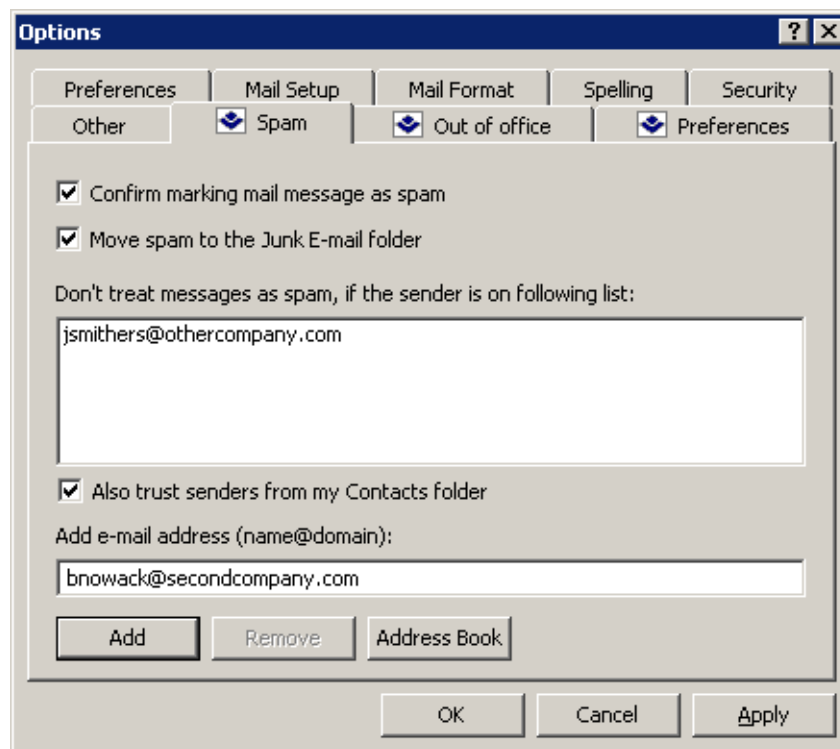 Options
Preferences Mail Setup Mail Format Spelling Security
Other Spam Out of office Preferences
Confirm marking mail message as spam
Move spam to the Junk E-mail folder
Don't treat messages as spam, if the sender is on following list:
jsmithers@othercompany.com
Also trust senders from my Contacts folder
Add e-mail address (name@domain):
bnowack@secondcompany.com
Add Remove Address Book
OK Cancel Apply